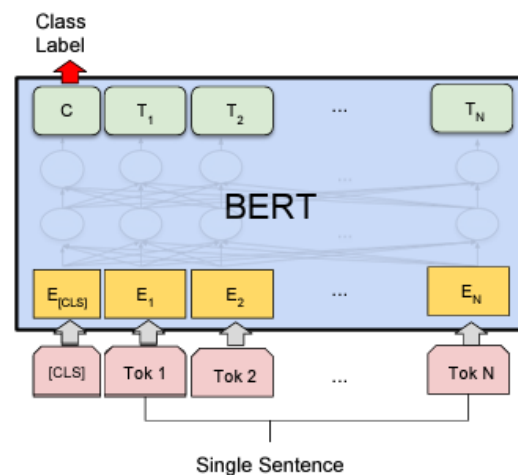 Class
Label
C T1 T2 ... TN
...
BERT
...
E[CLS] E1 E2 ... EN
[CLS] Tok 1 Tok 2 ... Tok N
Single Sentence